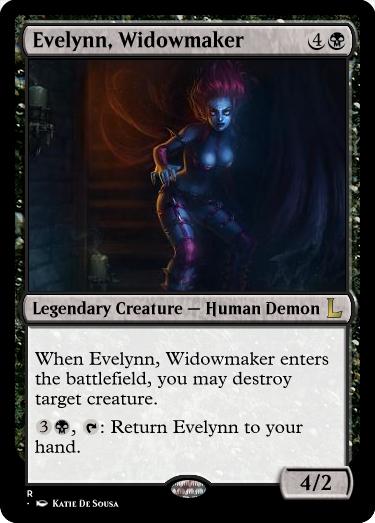 Evelynn, Widowmaker 4
Legendary Creature — Human Demon L
When Evelynn, Widowmaker enters
the battlefield, you may destroy
target creature.
3 , : Return Evelynn to your
hand.
4/2
R
· Katie De Sousa